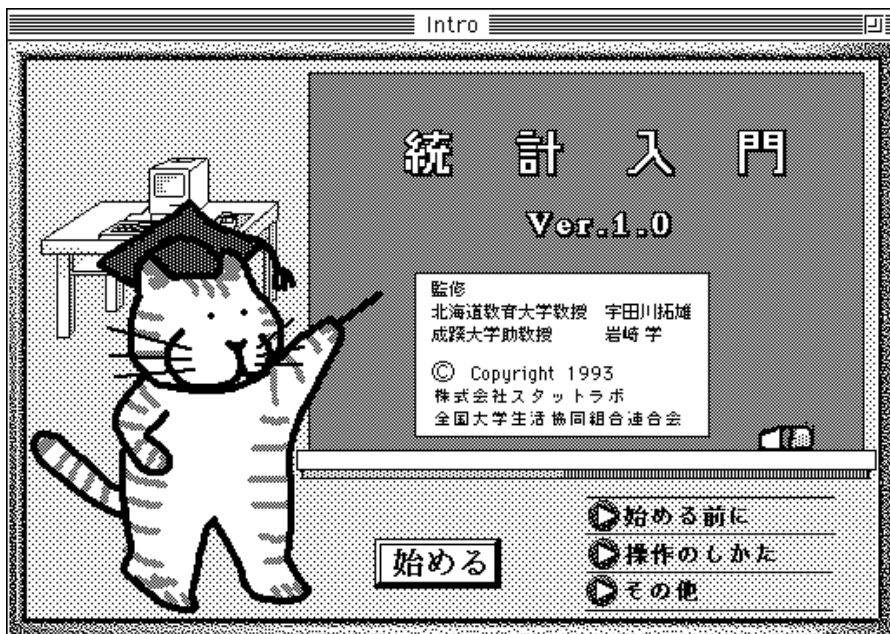 Intro
統計入門
Ver.1.0
監修
北海道教育大学教授 宇田川拓雄
成蹊大学助教授 岩崎 学
© Copyright 1993
株式会社スタットラボ
全国大学生活協同組合連合会
始める
始める前に
操作のしかた
その他